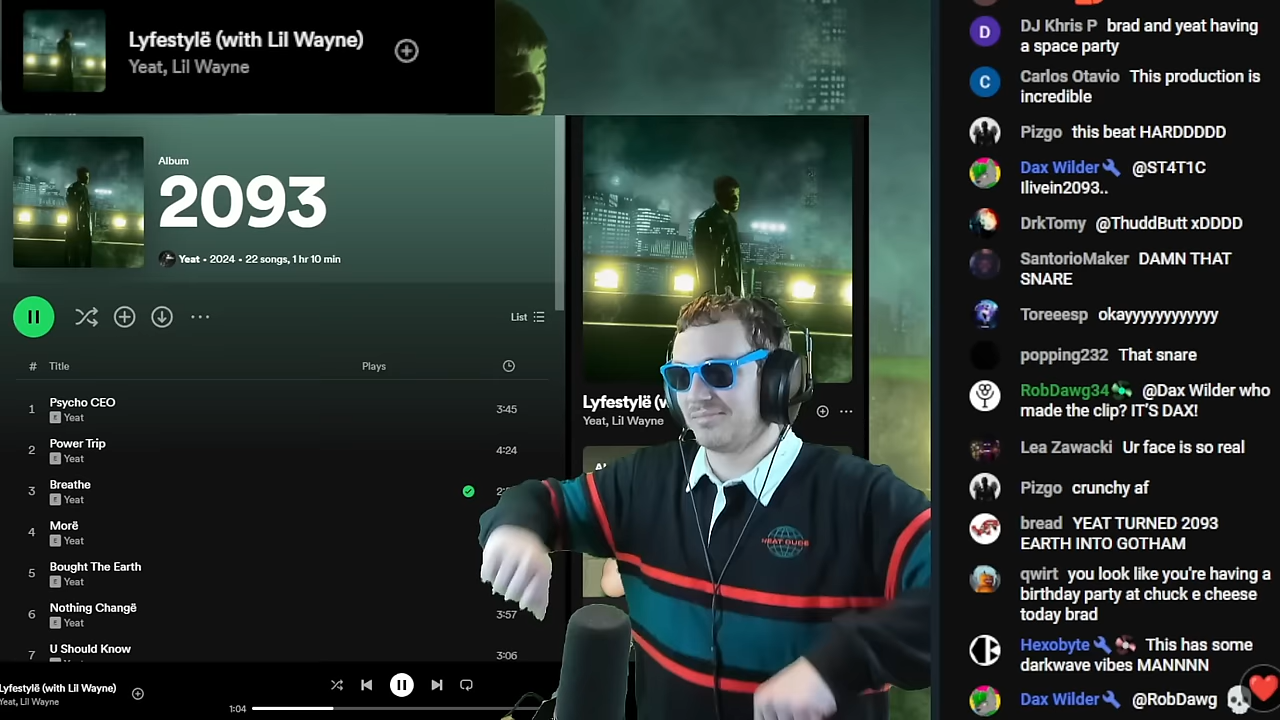 Lyfestylë (with Lil Wayne)
Yeat, Lil Wayne
Album
2093
Yeat • 2024 • 22 songs, 1 hr 10 min
List
# Title Plays
1 Psycho CEO 3:45
E Yeat
2 Power Trip 4:24
E Yeat
3 Breathe
E Yeat
4 Morë
E Yeat
5 Bought The Earth
E Yeat
6 Nothing Changë 3:57
E Yeat
7 U Should Know 3:06
Lyfestylë (with Lil Wayne)
Yeat, Lil Wayne
1:04
Lyfestylë (w
Yeat, Lil Wayne
NEAT DUDE
D
DJ Khris P brad and yeat having
a space party
C
Carlos Otavio This production is
incredible
Pizgo this beat HARDDDDD
Dax Wilder @ST4T1C
Ilivein2093..
DrkTomy @ThuddButt xDDDD
SantorioMaker DAMN THAT
SNARE
Toreeesp okayyyyyyyyyyy
popping232 That snare
RobDawg34 @Dax Wilder who
made the clip? IT'S DAX!
Lea Zawacki Ur face is so real
Pizgo crunchy af
bread YEAT TURNED 2093
EARTH INTO GOTHAM
qwirt you look like you're having a
birthday party at chuck e cheese
today brad
Hexobyte This has some
darkwave vibes MANNNN
Dax Wilder @RobDawg